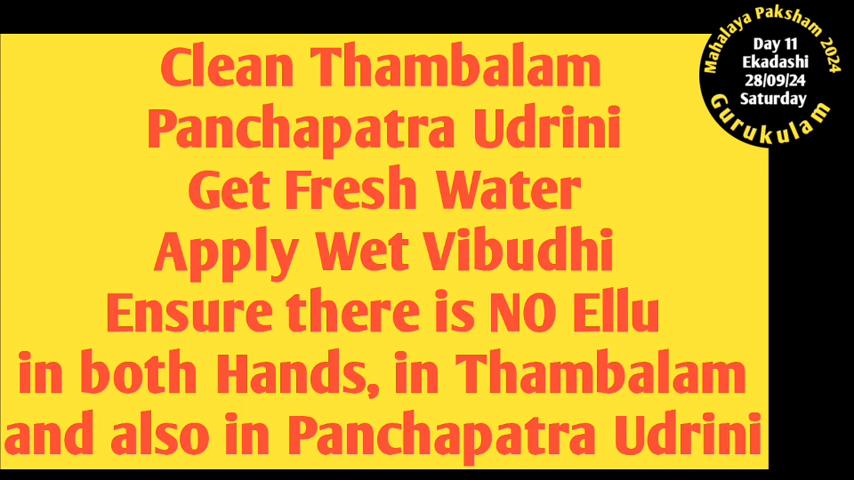 Clean Thambalam
Panchapatra Udrini
Get Fresh Water
Apply Wet Vibudhi
Ensure there is NO Ellu
in both Hands, in Thambalam
and also in Panchapatra Udrini
Mahalaya Paksham 2024
Day 11
Ekadashi
28/09/24
Saturday
Gurukulam